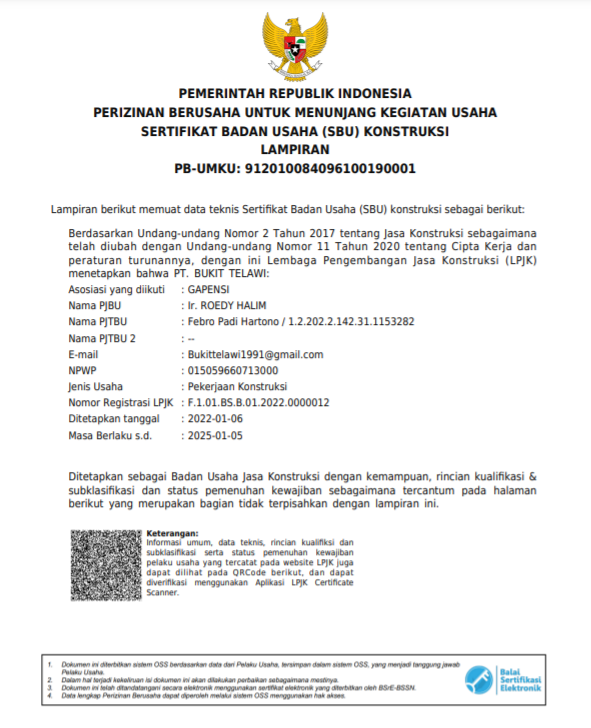 PEMERINTAH REPUBLIK INDONESIA
PERIZINAN BERUSAHA UNTUK MENUNJANG KEGIATAN USAHA
SERTIFIKAT BADAN USAHA (SBU) KONSTRUKSI
LAMPIRAN
PB-UMKU: 912010084096100190001
Lampiran berikut memuat data teknis Sertifikat Badan Usaha (SBU) konstruksi sebagai berikut:
Berdasarkan Undang-undang Nomor 2 Tahun 2017 tentang Jasa Konstruksi sebagaimana
telah diubah dengan Undang-undang Nomor 11 Tahun 2020 tentang Cipta Kerja dan
peraturan turunannya, dengan ini Lembaga Pengembangan Jasa Konstruksi (LPJK)
menetapkan bahwa PT. BUKIT TELAWI:
Asosiasi yang diikuti : GAPENSI
Nama PJBU : Ir. ROEDY HALIM
Nama PJTBU : Febro Padi Hartono / 1.2.202.2.142.31.1153282
Nama PJTBU 2 : --
E-mail : Bukittelawi1991@gmail.com
NPWP : 015059660713000
Jenis Usaha : Pekerjaan Konstruksi
Nomor Registrasi LPJK : F.1.01.BS.B.01.2022.0000012
Ditetapkan tanggal : 2022-01-06
Masa Berlaku s.d. : 2025-01-05
Ditetapkan sebagai Badan Usaha Jasa Konstruksi dengan kemampuan, rincian kualifikasi &
subklasifikasi dan status pemenuhan kewajiban sebagaimana tercantum pada halaman
berikut yang merupakan bagian tidak terpisahkan dengan lampiran ini.
Keterangan:
Informasi umum, data teknis, rincian kualifiksi dan
subklasifikasi serta status pemenuhan kewajiban
pelaku usaha yang tercatat pada website LPJK juga
dapat dilihat pada QRCode berikut, dan dapat
diverifikasi menggunakan Aplikasi LPJK Certificate
Scanner.
1. Dokumen ini diterbitkan sistem OSS berdasarkan data dari Pelaku Usaha, tersimpan dalam sistem OSS, yang menjadi tanggung jawab
Pelaku Usaha.
2. Dalam hal terjadi kekeliruan isi dokumen ini akan dilakukan perbaikan sebagaimana mestinya.
3. Dokumen ini telah ditandatangani secara elektronik menggunakan sertifikat elektronik yang diterbitkan oleh BSrE-BSSN.
4. Data lengkap Perizinan Berusaha dapat diperoleh melalui sistem OSS menggunakan hak akses.
Balai
Sertifikasi
Elektronik